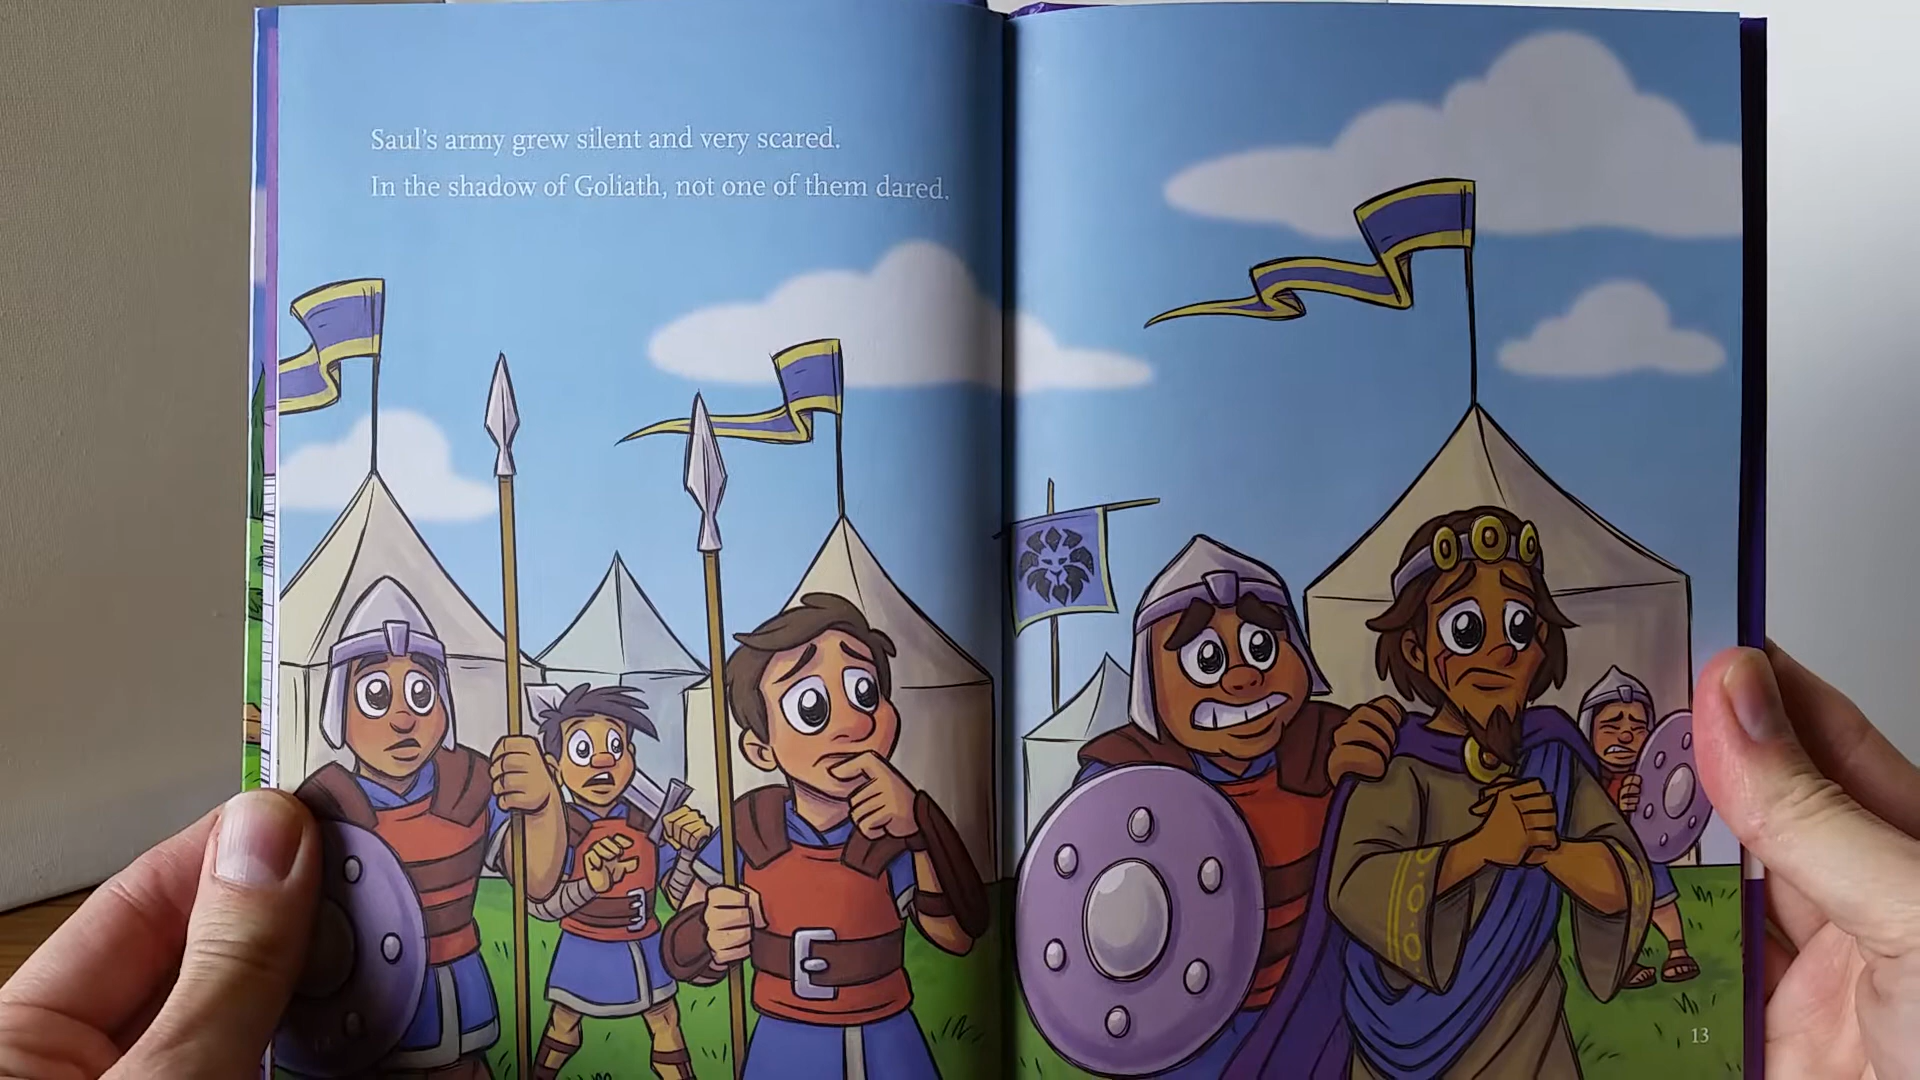 Saul's army grew silent and very scared.
In the shadow of Goliath, not one of them dared.
13